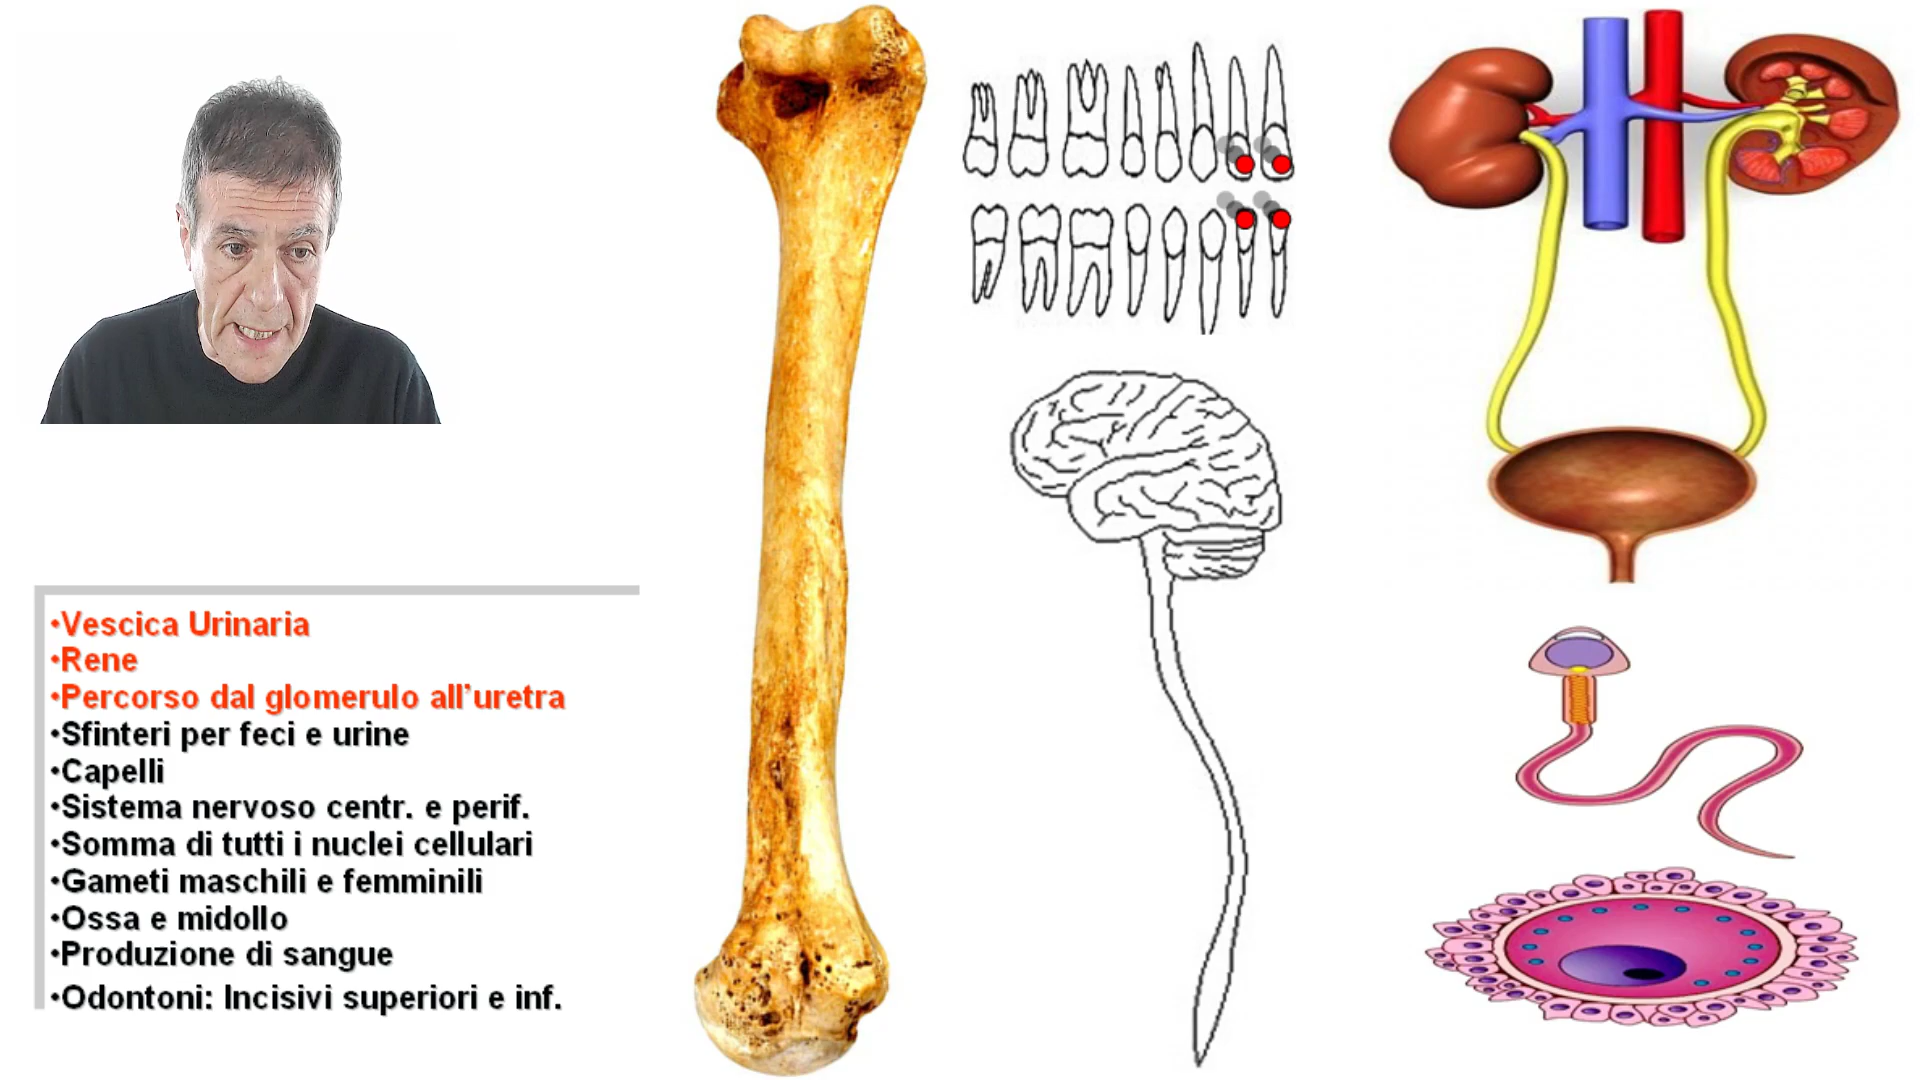 •Vescica Urinaria
•Rene
•Percorso dal glomerulo all'uretra
•Sfinteri per feci e urine
•Capelli
•Sistema nervoso centr. e perif.
•Somma di tutti i nuclei cellulari
•Gameti maschili e femminili
•Ossa e midollo
•Produzione di sangue
•Odontoni: Incisivi superiori e inf.